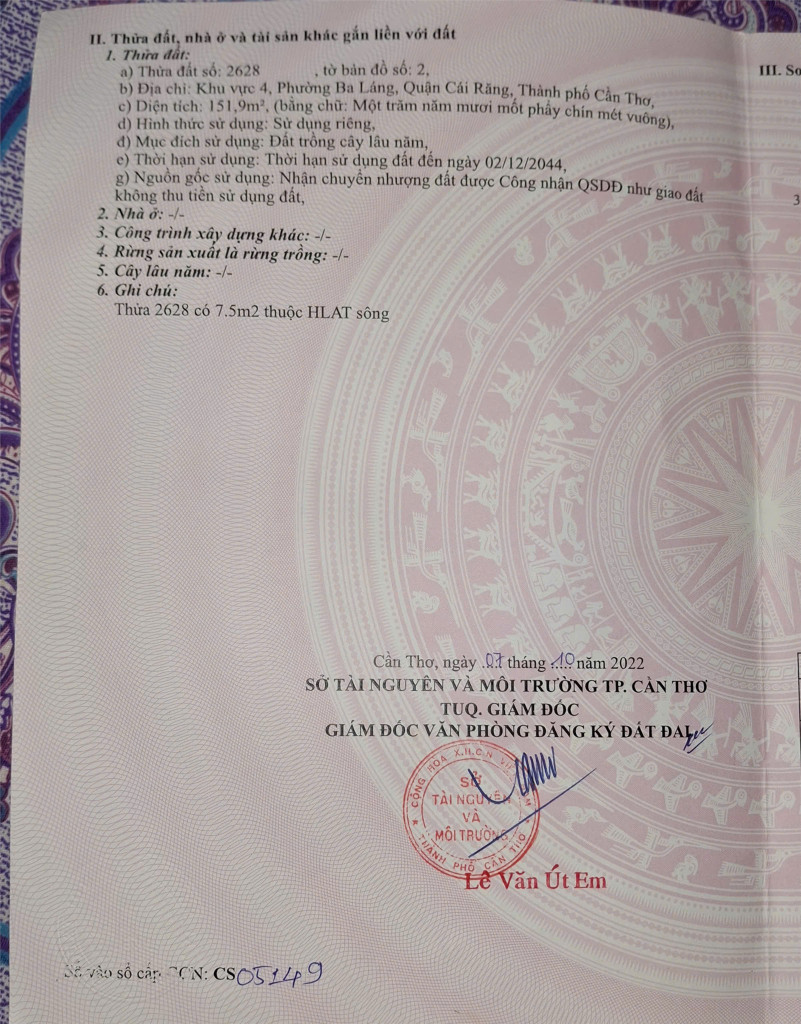 II. Thửa đất, nhà ở và tài sản khác gắn liền với đất
1. Thửa đất:
a) Thửa đất số: 2628 , tờ bản đồ số: 2,
b) Địa chỉ: Khu vực 4, Phường Ba Láng, Quận Cái Răng, Thành phố Cần Thơ,
c) Diện tích: 151,9m², (bằng chữ: Một trăm năm mươi mốt phẩy chín mét vuông),
d) Hình thức sử dụng: Sử dụng riêng,
đ) Mục đích sử dụng: Đất trồng cây lâu năm,
e) Thời hạn sử dụng: Thời hạn sử dụng đất đến ngày 02/12/2044,
g) Nguồn gốc sử dụng: Nhận chuyển nhượng đất được Công nhận QSDĐ như giao đất
không thu tiền sử dụng đất,
2. Nhà ở: -/-
3. Công trình xây dựng khác: -/-
4. Rừng sản xuất là rừng trồng: -/-
5. Cây lâu năm: -/-
6. Ghi chú:
Thửa 2628 có 7.5m2 thuộc HLAT sông
III. Sơ
3
Cần Thơ, ngày 07 tháng 10 năm 2022
SỞ TÀI NGUYÊN VÀ MÔI TRƯỜNG TP. CẦN THƠ
TUQ. GIÁM ĐỐC
GIÁM ĐỐC VĂN PHÒNG ĐĂNG KÝ ĐẤT ĐAI
CỘNG HÒA X.H.C.N VIỆT NAM
SỞ
TÀI NGUYÊN
VÀ
MÔI TRƯỜNG
THÀNH PHỐ CẦN THƠ
Lê Văn Út Em
Số vào sổ cấp GCN: CS05149